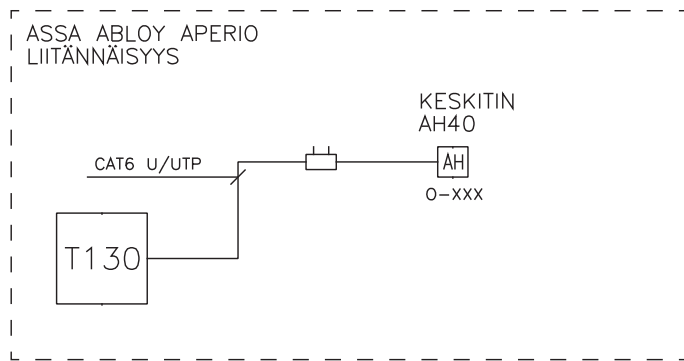 ASSA ABLOY APERIO
LIITÄNNÄISYYS
KESKITIN
AH40
CAT6 U/UTP
AH
O-XXX
T130